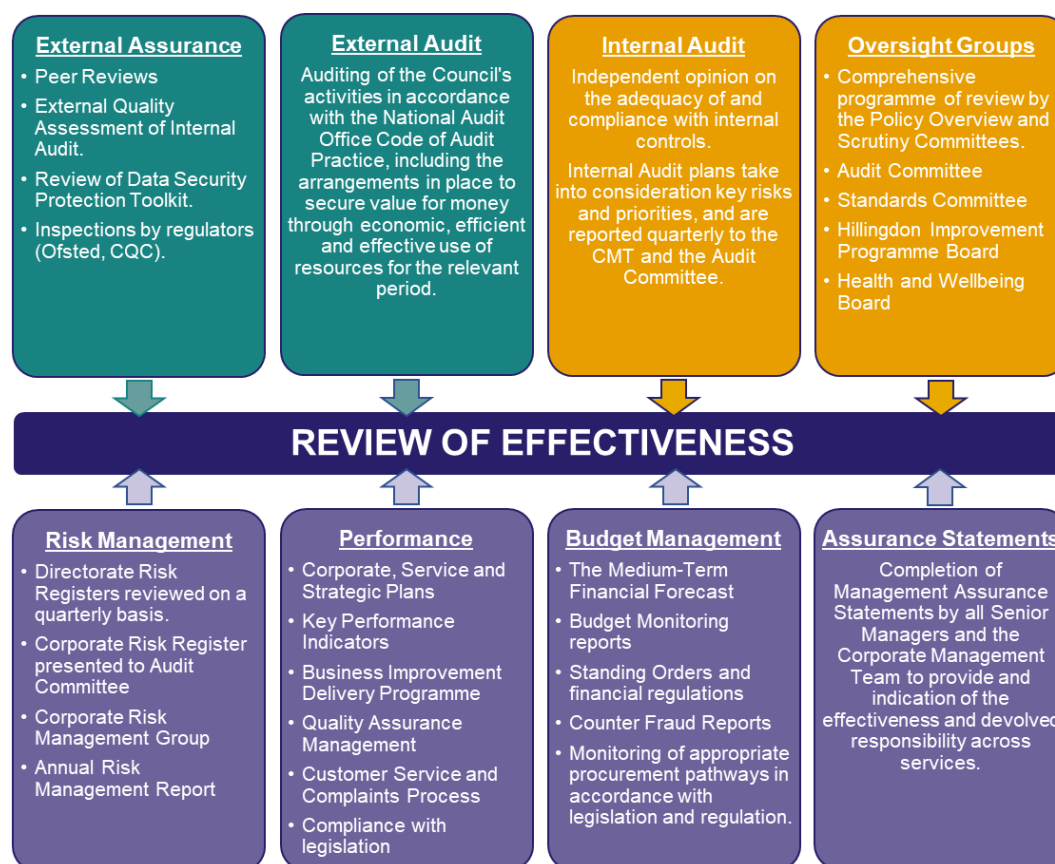 External Assurance
• Peer Reviews
• External Quality
Assessment of Internal
Audit.
• Review of Data Security
Protection Toolkit.
• Inspections by regulators
(Ofsted, CQC).
External Audit
Auditing of the Council's
activities in accordance
with the National Audit
Office Code of Audit
Practice, including the
arrangements in place to
secure value for money
through economic, efficient
and effective use of
resources for the relevant
period.
Internal Audit
Independent opinion on
the adequacy of and
compliance with internal
controls.
Internal Audit plans take
into consideration key risks
and priorities, and are
reported quarterly to the
CMT and the Audit
Committee.
Oversight Groups
• Comprehensive
programme of review by
the Policy Overview and
Scrutiny Committees.
• Audit Committee
• Standards Committee
• Hillingdon Improvement
Programme Board
• Health and Wellbeing
Board
REVIEW OF EFFECTIVENESS
Risk Management
• Directorate Risk
Registers reviewed on a
quarterly basis.
• Corporate Risk Register
presented to Audit
Committee
• Corporate Risk
Management Group
• Annual Risk
Management Report
Performance
• Corporate, Service and
Strategic Plans
• Key Performance
Indicators
• Business Improvement
Delivery Programme
• Quality Assurance
Management
• Customer Service and
Complaints Process
• Compliance with
legislation
Budget Management
• The Medium-Term
Financial Forecast
• Budget Monitoring
reports
• Standing Orders and
financial regulations
• Counter Fraud Reports
• Monitoring of appropriate
procurement pathways in
accordance with
legislation and regulation.
Assurance Statements
Completion of
Management Assurance
Statements by all Senior
Managers and the
Corporate Management
Team to provide and
indication of the
effectiveness and devolved
responsibility across
services.